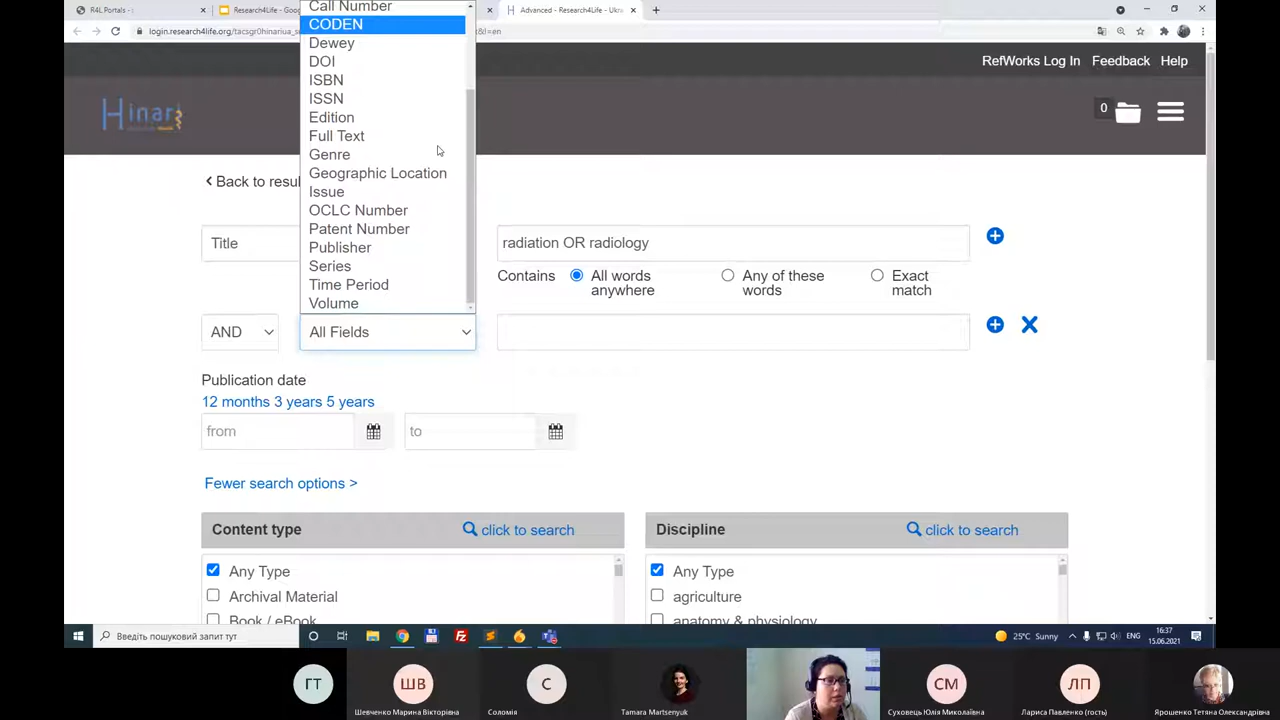 R4L Portals -
Research4Life - Goo
Advanced - Research4Life - Ukra
login.research4life.org/tacsgr0hinariua_s
&l=en
RefWorks Log In Feedback Help
Hinari
0
Back to resu
Call Number
CODEN
Dewey
DOI
ISBN
ISSN
Edition
Full Text
Genre
Geographic Location
Issue
OCLC Number
Patent Number
Publisher
Series
Time Period
Volume
Title
radiation OR radiology
Contains
All words anywhere
Any of these words
Exact match
AND
All Fields
Publication date
12 months 3 years 5 years
from
to
Fewer search options >
Content type
click to search
Discipline
click to search
Any Type
Archival Material
Book / eBook
Any Type
agriculture
anatomy & physiology
Введіть пошуковий запит тут
25°C Sunny
ENG
16:37
15.06.2021
ГТ
ШВ
С
СМ
ЛП
Шевченко Марина Вікторівна
Соломія
Tamara Martsenyuk
Суховець Юлія Миколаївна
Лариса Павленко (гость)
Ярошенко Тетяна Олександрівна